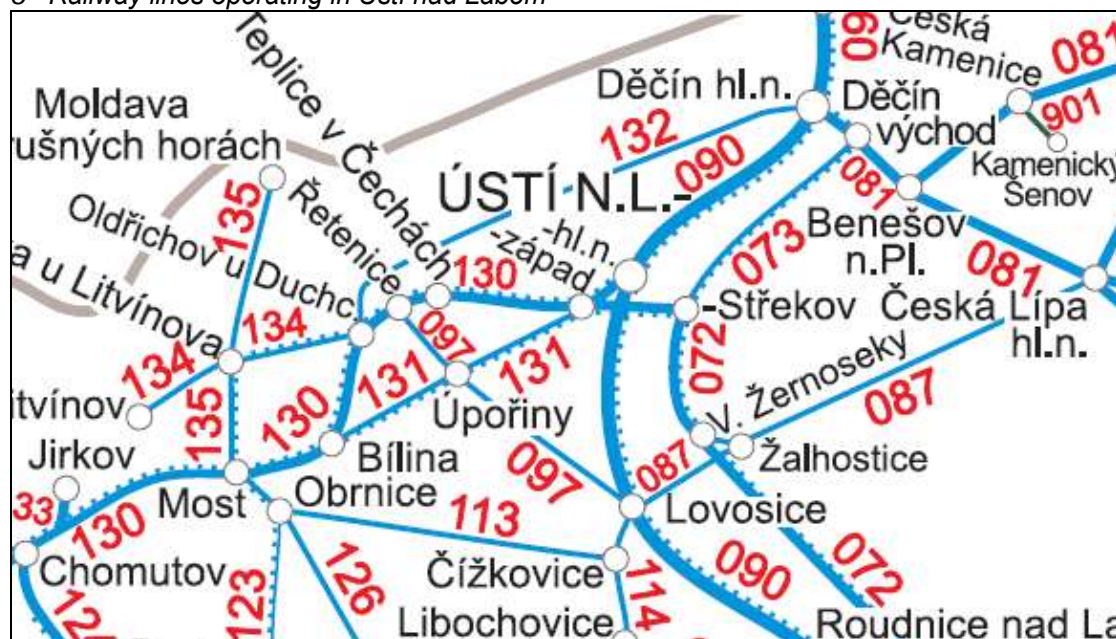 Railway lines operating in Ústí nad Labem
Teplice v Čechách
09
Česká
Kamenice
081
Děčín hl.n.
Děčín
východ
901
Moldava
rušných horách
132
090
Kamenický
Šenov
135
Řetenice
ÚSTÍ N.L.-
-hl.n.
-západ
081
Benešov
n.Pl.
Oldřichov u Duchc.
073
081
a u Litvínova
130
-Střekov
Česká Lípa
hl.n.
134
097
072
134
131
131
V. Žernoseky
087
itvínov
135
130
Úpořiny
Jirkov
Bílina
097
087
Žalhostice
33
130
Most
Obrnice
113
Lovosice
Chomutov
Čížkovice
090
072
123
126
114
Libochovice
Roudnice nad La